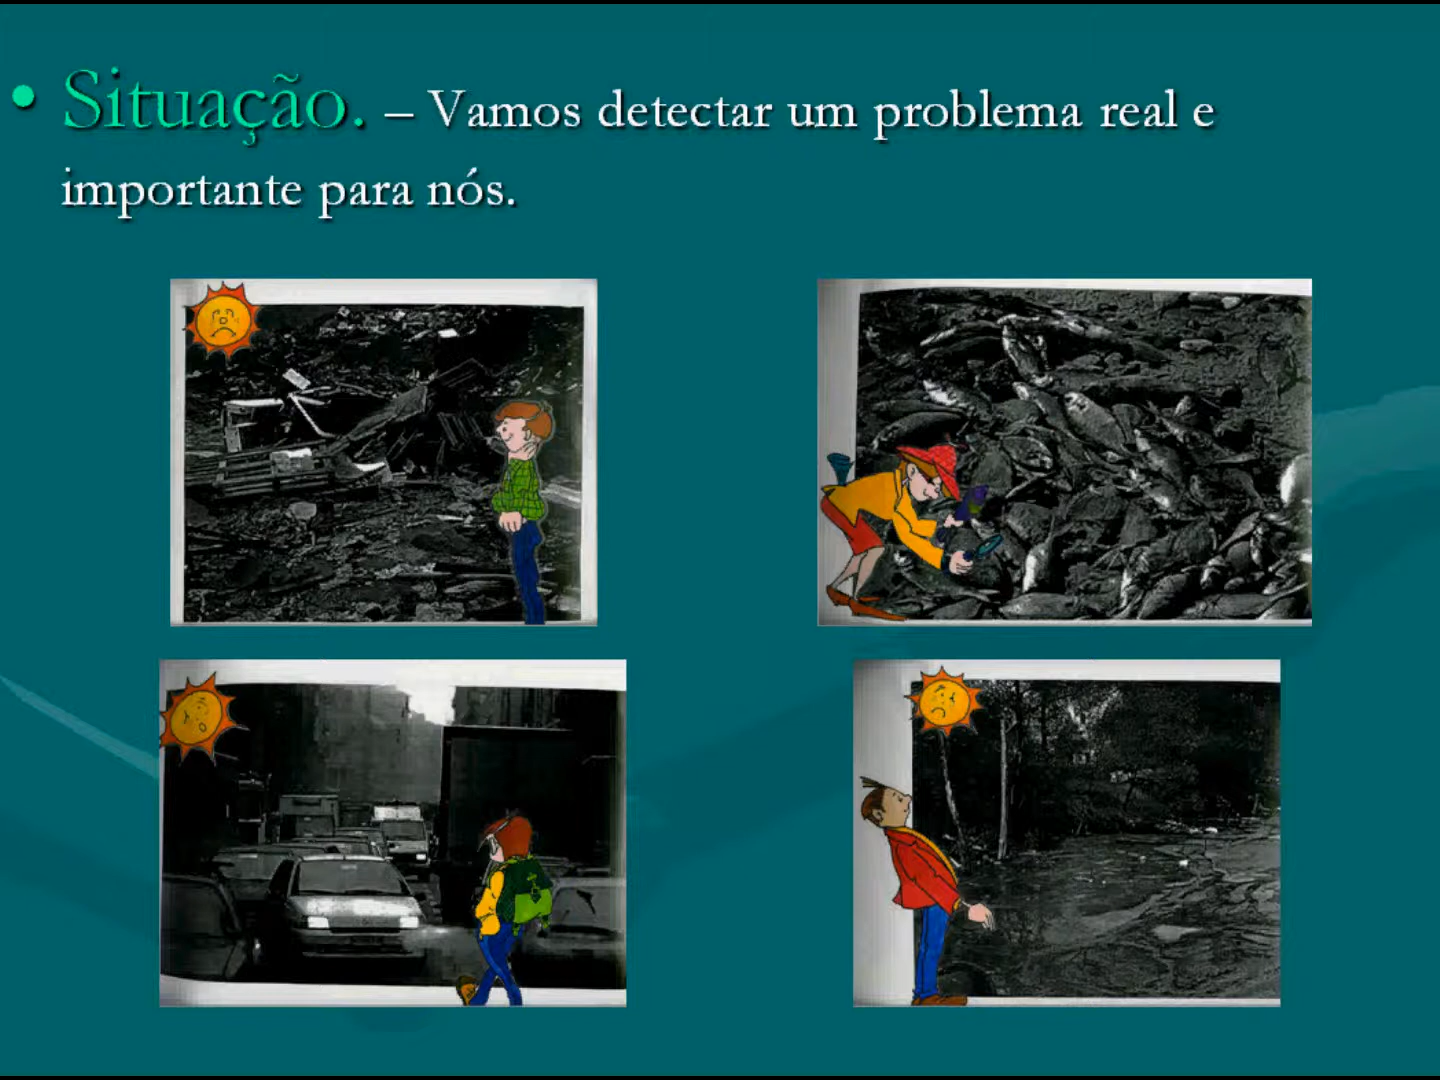 • Situação. – Vamos detectar um problema real e
importante para nós.